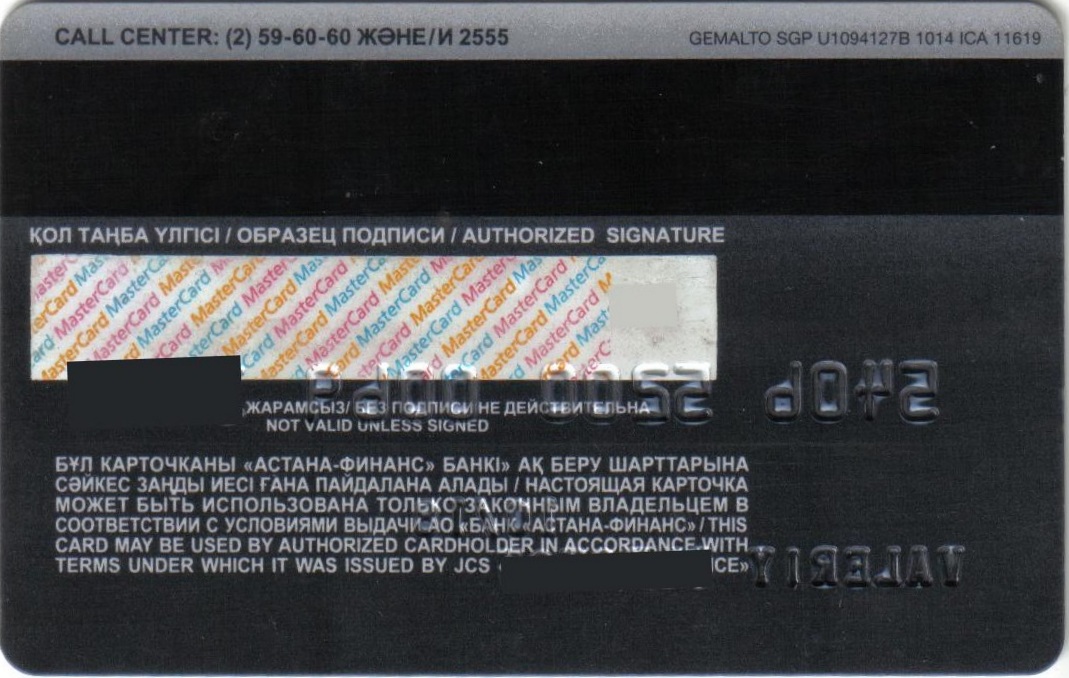 CALL CENTER: (2) 59-60-60 ЖӘНЕ/И 2555
GEMALTO SGP U1094127B 1014 ICA 11619
ҚОЛ ТАҢБА ҮЛГІСІ / ОБРАЗЕЦ ПОДПИСИ / AUTHORIZED SIGNATURE
MasterCard MasterCard MasterCard
ЖАРАМСЫЗ/ БЕЗ ПОДПИСИ НЕ ДЕЙСТВИТЕЛЬНА
NOT VALID UNLESS SIGNED
БҰЛ КАРТОЧКАНЫ «АСТАНА-ФИНАНС» БАНКІ» АҚ БЕРУ ШАРТТАРЫНА
СӘЙКЕС ЗАҢДЫ ИЕСІ ҒАНА ПАЙДАЛАНА АЛАДЫ / НАСТОЯЩАЯ КАРТОЧКА
МОЖЕТ БЫТЬ ИСПОЛЬЗОВАНА ТОЛЬКО ЗАКОННЫМ ВЛАДЕЛЬЦЕМ В
СООТВЕТСТВИИ С УСЛОВИЯМИ ВЫДАЧИ АО «БАНК «АСТАНА-ФИНАНС» / THIS
CARD MAY BE USED BY AUTHORIZED CARDHOLDER IN ACCORDANCE WITH
TERMS UNDER WHICH IT WAS ISSUED BY JCS
VALERIY